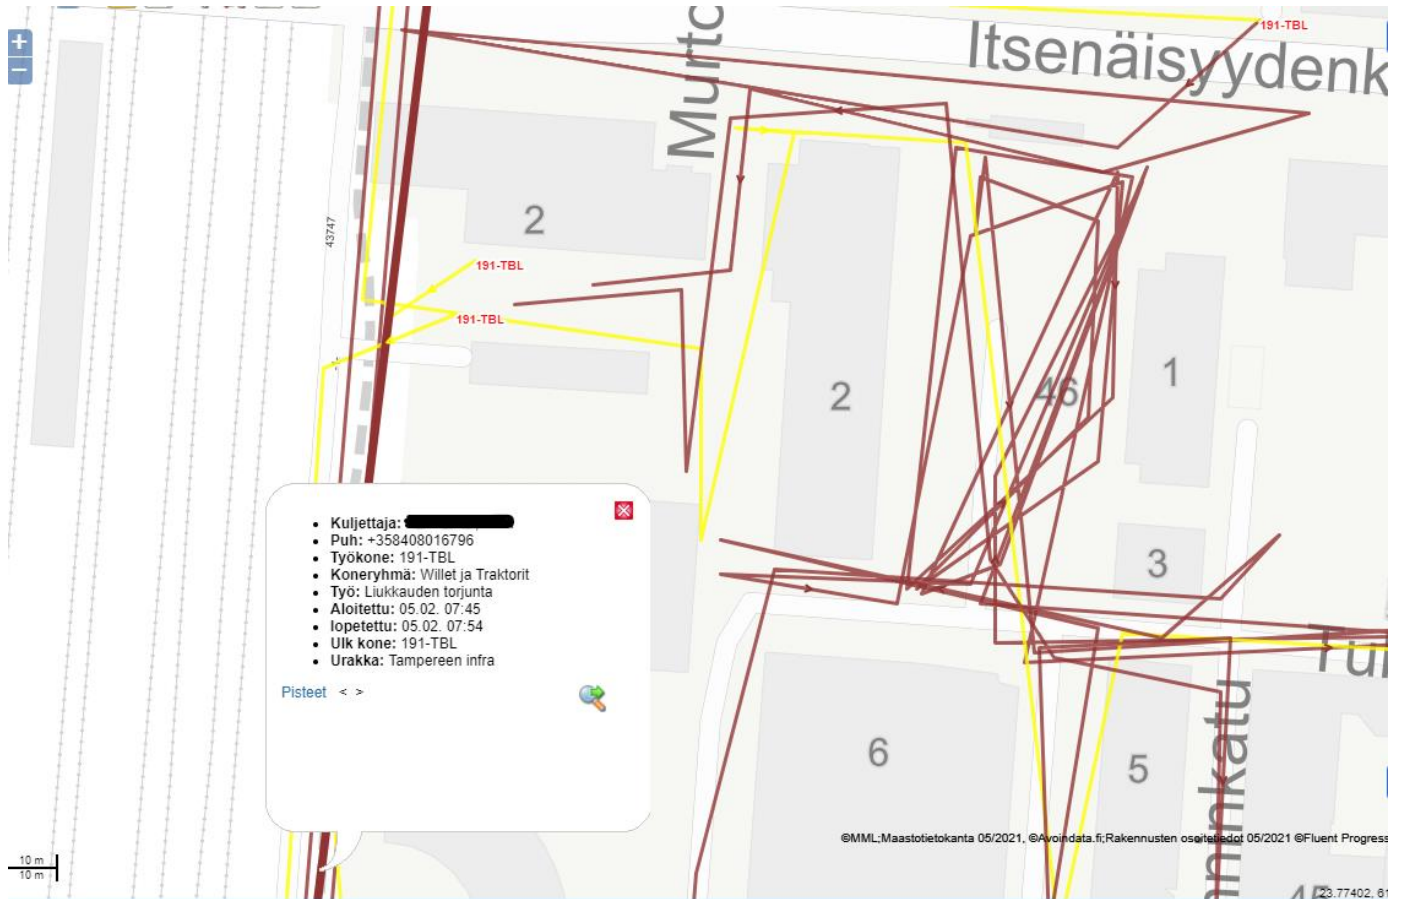 +
−
Itsenäisyydenk
Murto
191-TBL
2
43747
191-TBL
191-TBL
2
46
1
3
Kuljettaja:
Puh: +358408016796
Työkone: 191-TBL
Koneryhmä: Willet ja Traktorit
Työ: Liukkauden torjunta
Aloitettu: 05.02. 07:45
lopetettu: 05.02. 07:54
Ulk kone: 191-TBL
Urakka: Tampereen infra
Pisteet < >
Tul
6
5
nnkatu
©MML;Maastotietokanta 05/2021, ©Avoindata.fi;Rakennusten osoitetiedot 05/2021 ©Fluent Progress
10 m
10 m
45
23.77402, 61